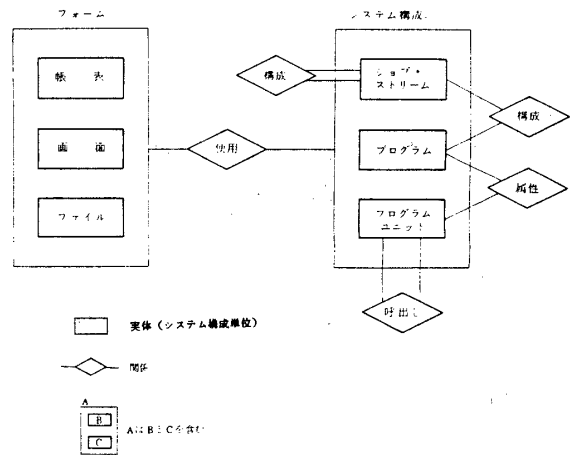 フォーム
システム構成
帳 表
画 面
ファイル
使用
構成
ジョブ・
ストリーム
プログラム
プログラム
ユニット
構成
属性
呼出し
実体(システム構成単位)
関係
A
B
C
AはBとCを含む